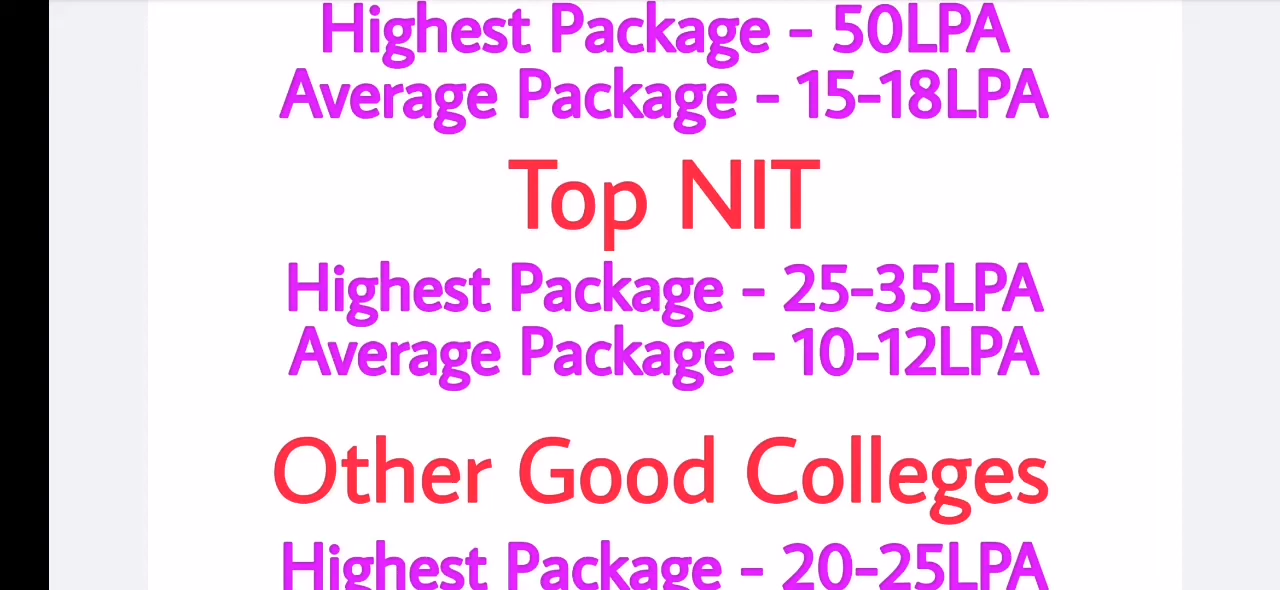 Highest Package - 50LPA
Average Package - 15-18LPA
Top NIT
Highest Package - 25-35LPA
Average Package - 10-12LPA
Other Good Colleges
Highest Package - 20-25LPA